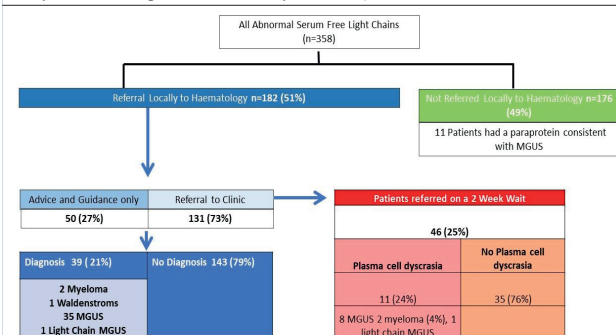 All Abnormal Serum Free Light Chains
(n=358)
Referral Locally to Haematology n=182 (51%)
Not Referred Locally to Haematology n=176
(49%)
11 Patients had a paraprotein consistent
with MGUS
Advice and Guidance only
Referral to Clinic
50 (27%)
131 (73%)
Patients referred on a 2 Week Wait
46 (25%)
Plasma cell dyscrasia
No Plasma cell
dyscrasia
11 (24%)
35 (76%)
8 MGUS 2 myeloma (4%), 1
light chain MGUS
Diagnosis 39 ( 21%)
No Diagnosis 143 (79%)
2 Myeloma
1 Waldenstroms
35 MGUS
1 Light Chain MGUS